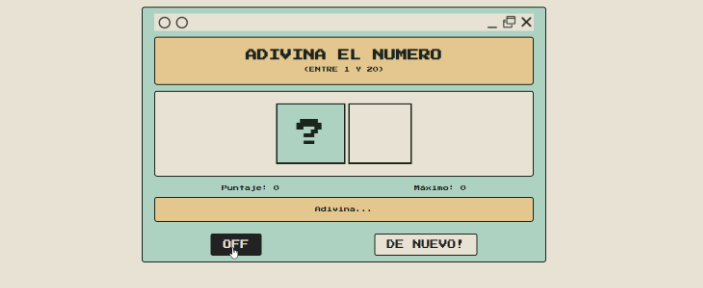 ADIVINA EL NUMERO
(ENTRE 1 Y 20)
?
Puntaje: 0
Máximo: 0
Adivina...
OFF
DE NUEVO!